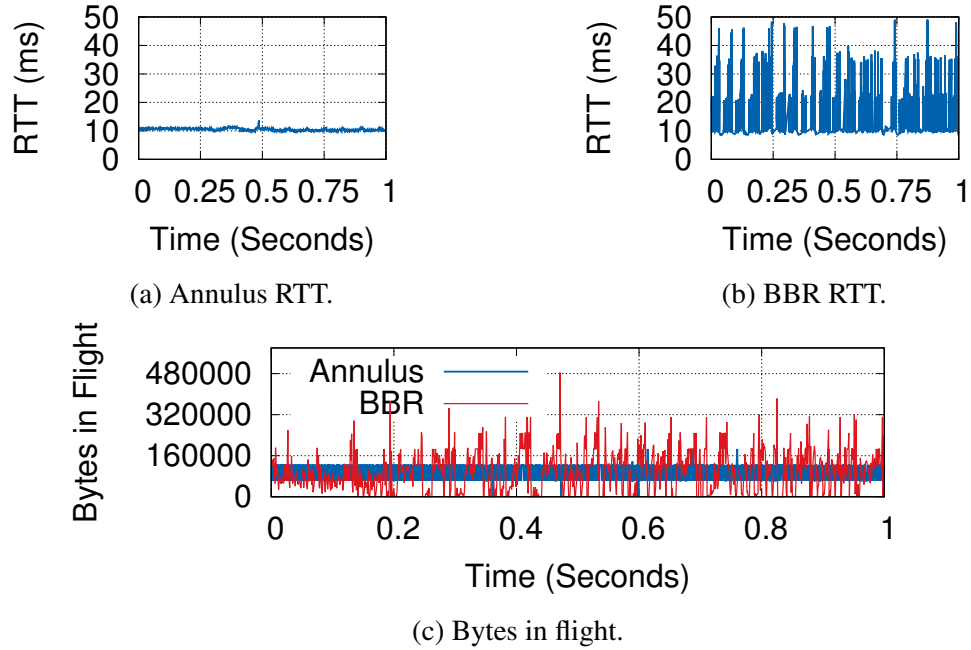 50
40
30
20
10
0
RTT (ms)
0 0.25 0.5 0.75 1
Time (Seconds)
(a) Annulus RTT.
50
40
30
20
10
0
RTT (ms)
0 0.25 0.5 0.75 1
Time (Seconds)
(b) BBR RTT.
Bytes in Flight
480000
320000
160000
0
Annulus
BBR
0 0.2 0.4 0.6 0.8 1
Time (Seconds)
(c) Bytes in flight.